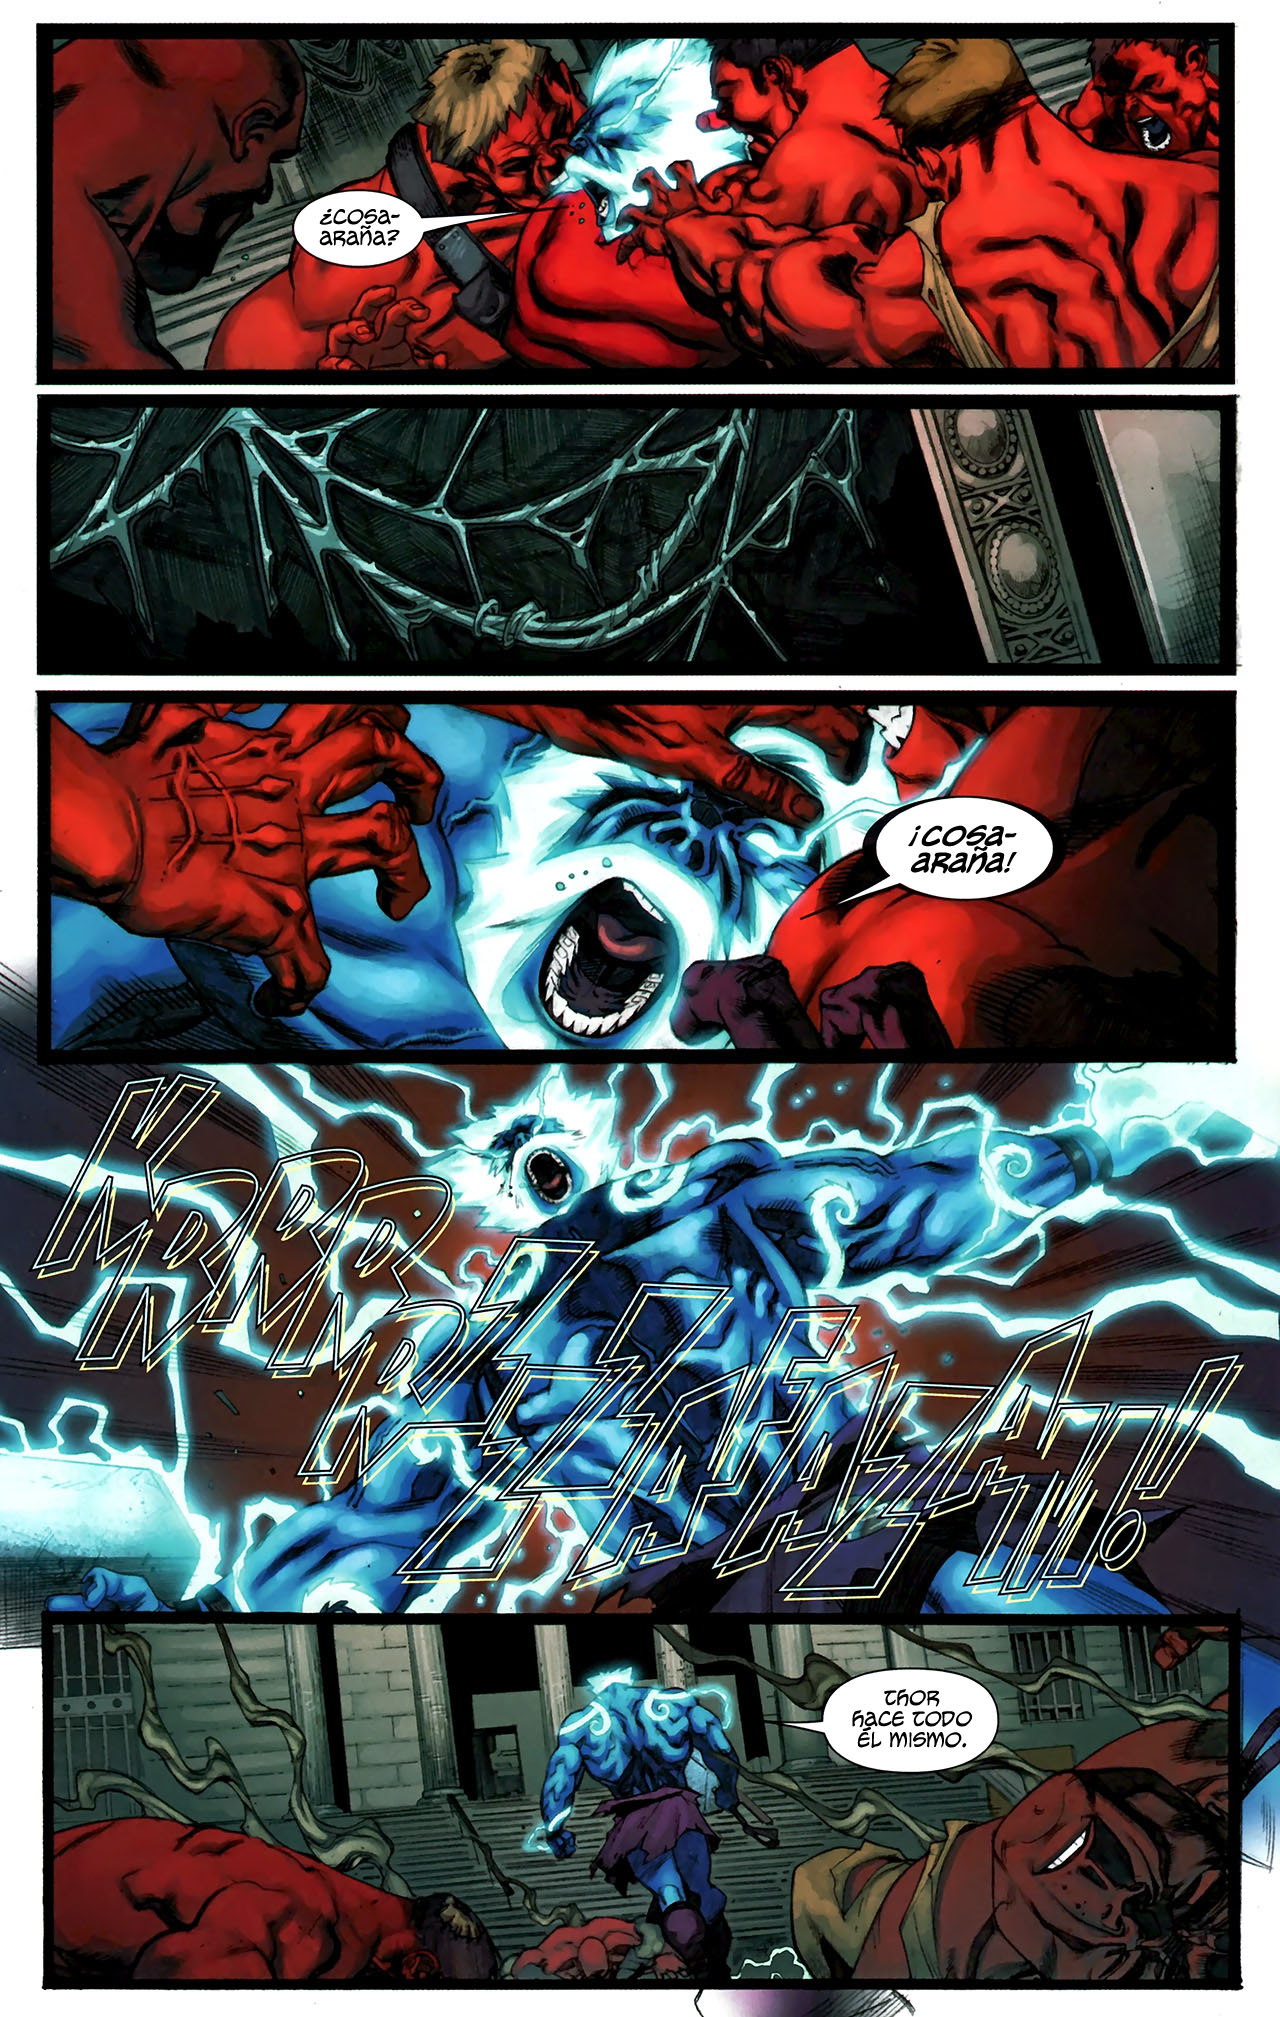 ¿COSA-
ARAÑA?
¡COSA-
ARAÑA!
THOR
HACE TODO
ÉL MISMO.